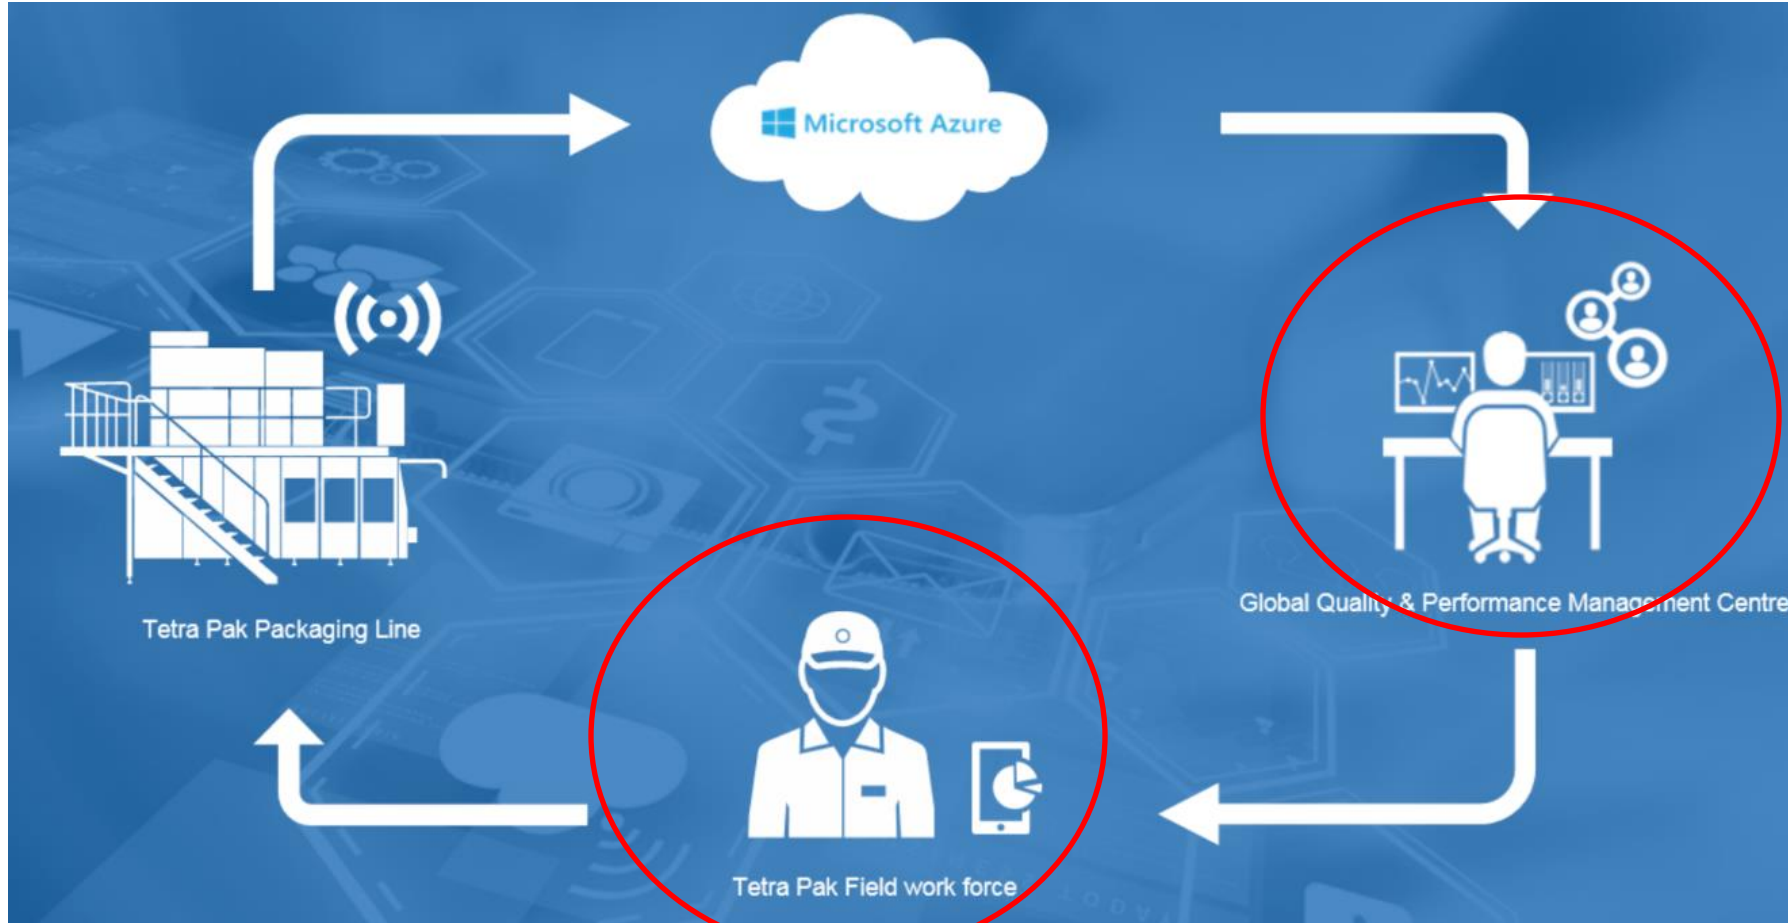 Microsoft Azure
Global Quality & Performance Management Centre
Tetra Pak Packaging Line
Tetra Pak Field work force